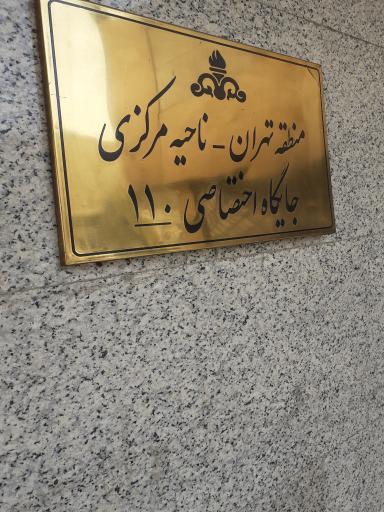 منطقه تهران - ناحیه مرکزی
جایگاه اختصاصی ۱۱۰